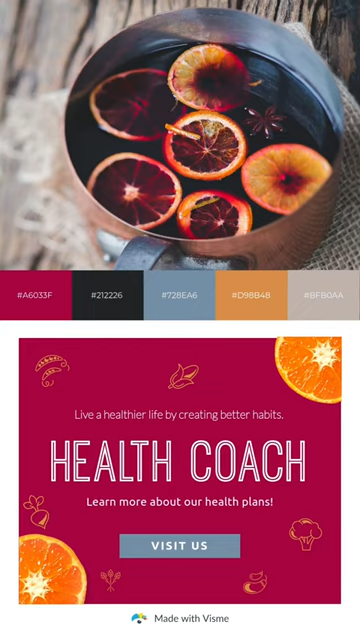 #A6033F
#212226
#728EA6
#D98B48
#BFB0AA
Live a healthier life by creating better habits.
HEALTH COACH
Learn more about our health plans!
VISIT US
Made with Visme